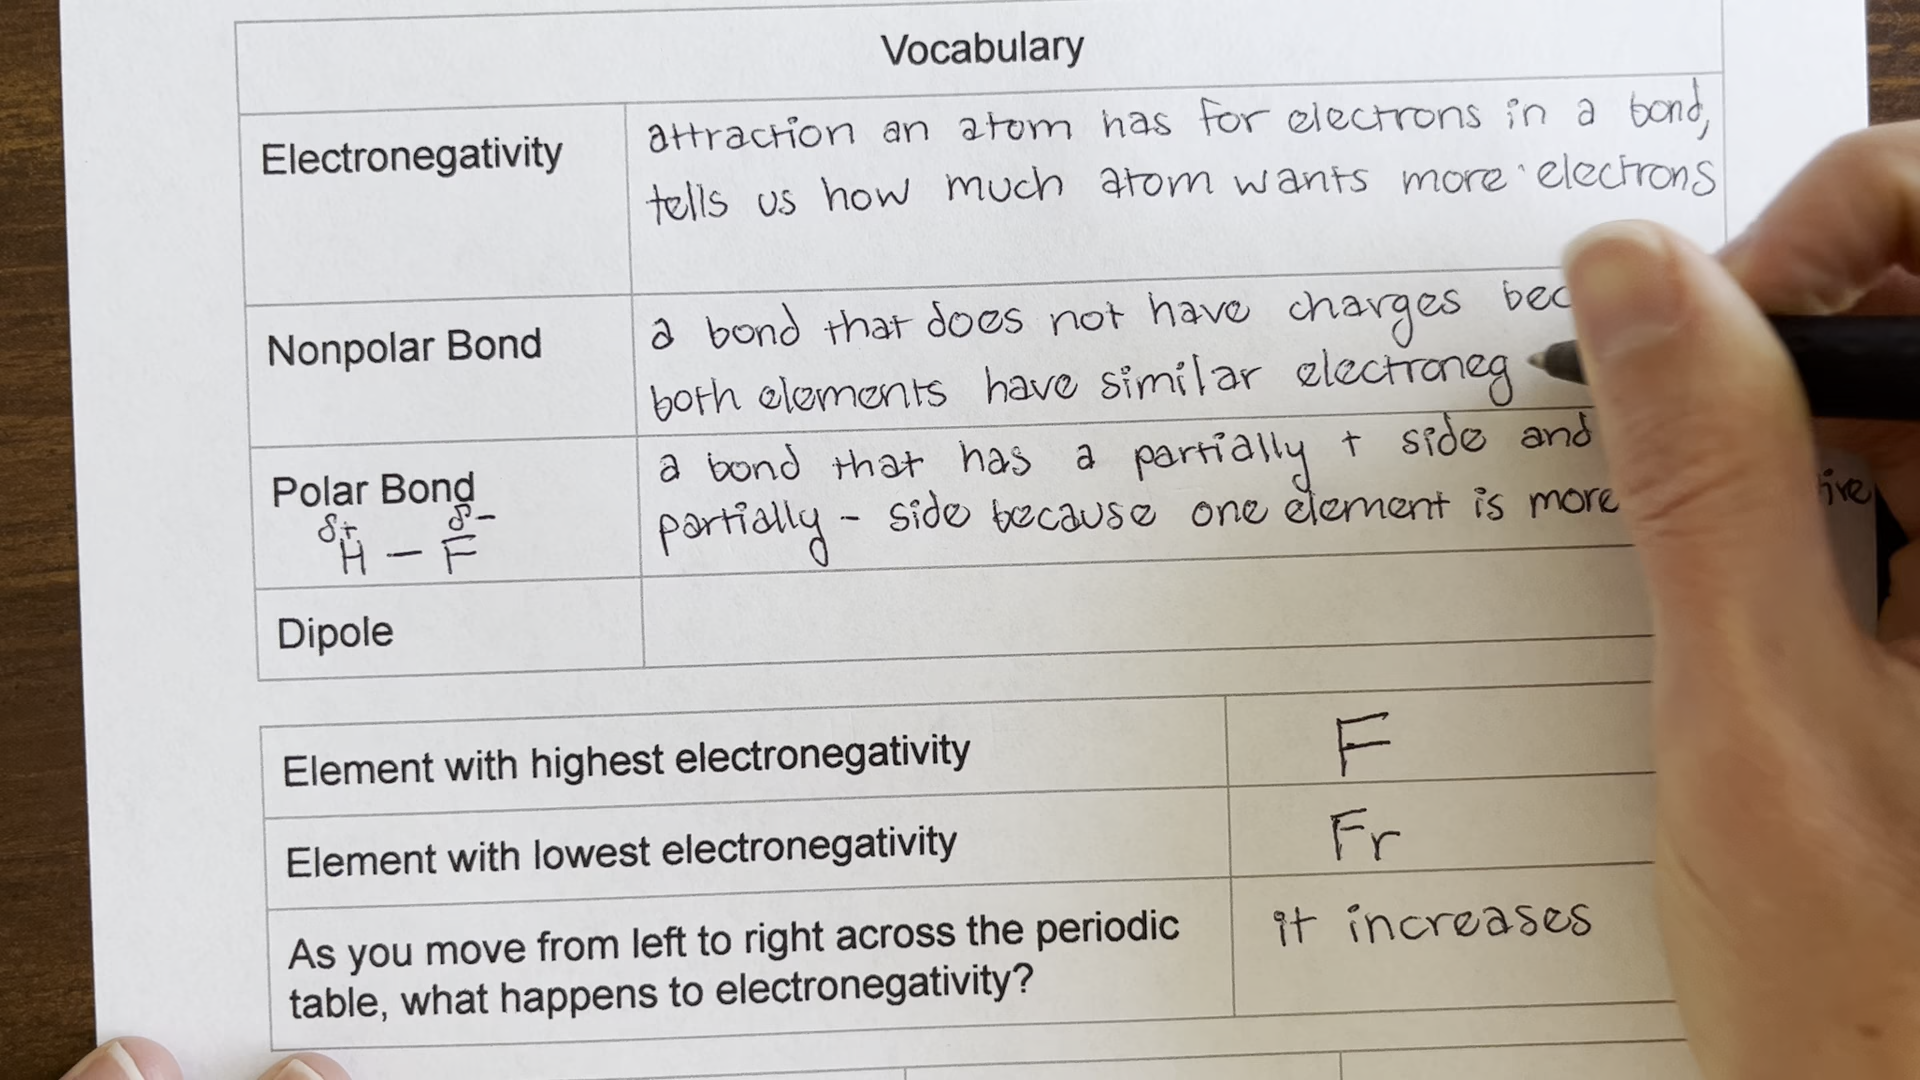 Vocabulary
Electronegativity
attraction an atom has for electrons in a bond,
tells us how much atom wants more electrons
Nonpolar Bond
a bond that does not have charges
both elements have similar electroneg
Polar Bond
δ+ δ-
H — F
a bond that has a partially + side and
partially - side because one element is more
Dipole
Element with highest electronegativity
F
Element with lowest electronegativity
Fr
As you move from left to right across the periodic
table, what happens to electronegativity?
it increases